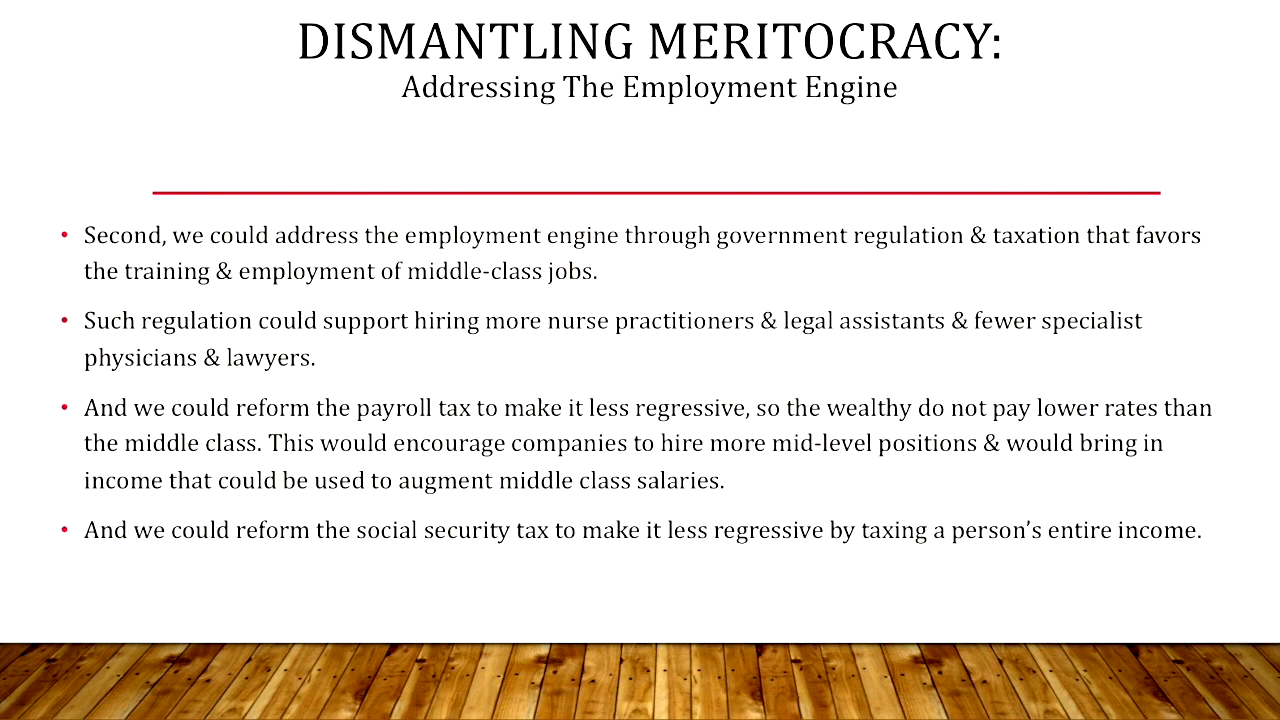 DISMANTLING MERITOCRACY:
Addressing The Employment Engine
• Second, we could address the employment engine through government regulation & taxation that favors
the training & employment of middle-class jobs.
• Such regulation could support hiring more nurse practitioners & legal assistants & fewer specialist
physicians & lawyers.
• And we could reform the payroll tax to make it less regressive, so the wealthy do not pay lower rates than
the middle class. This would encourage companies to hire more mid-level positions & would bring in
income that could be used to augment middle class salaries.
• And we could reform the social security tax to make it less regressive by taxing a person’s entire income.